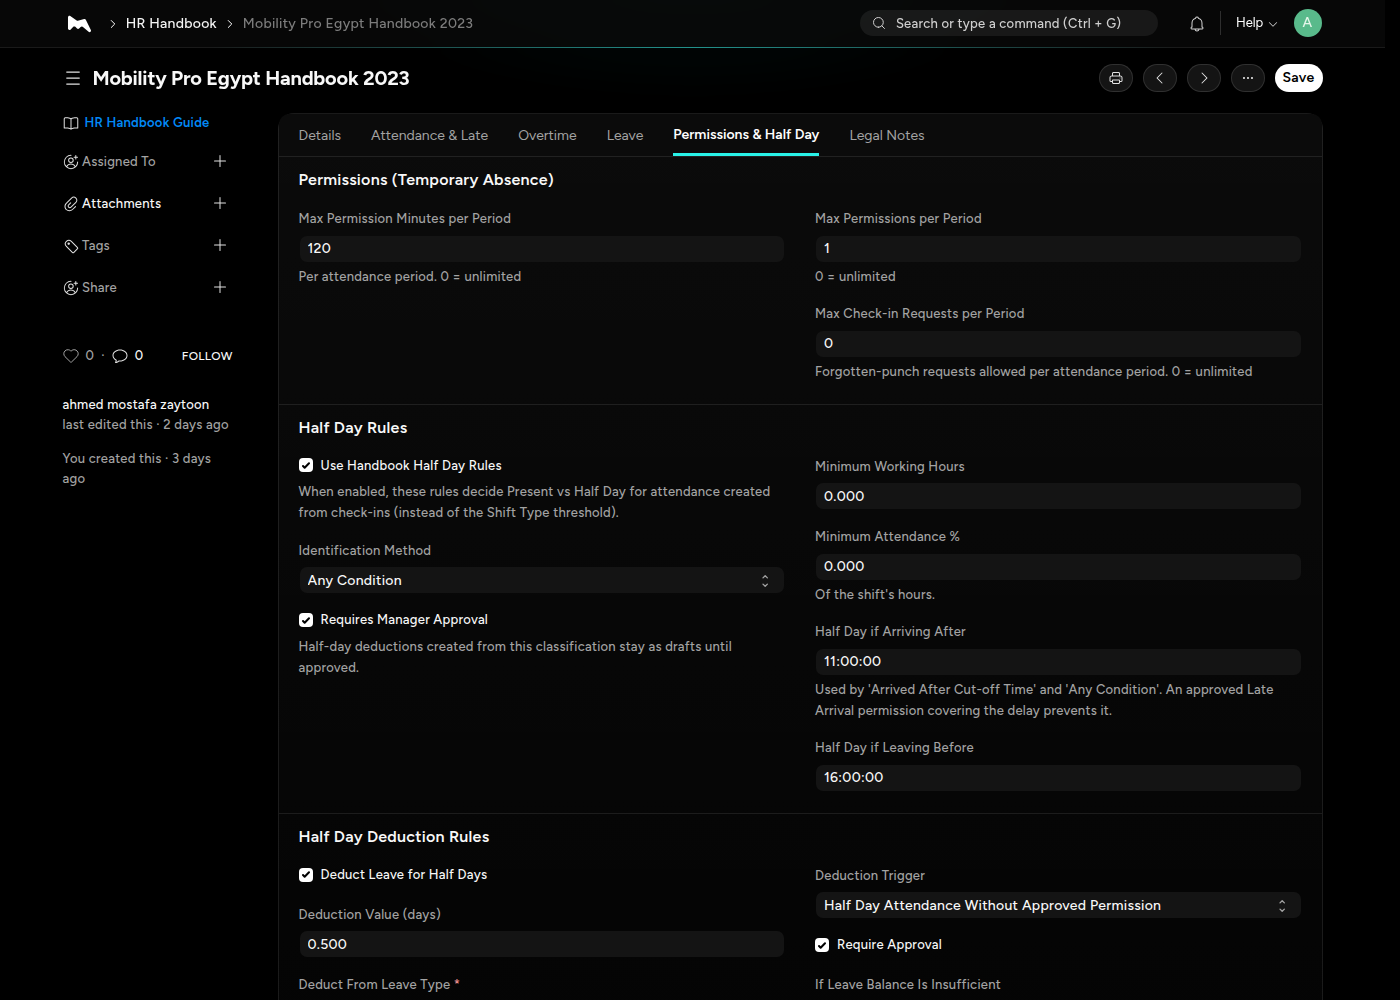 HR Handbook
Mobility Pro Egypt Handbook 2023
Search or type a command (Ctrl + G)
Help
A
Mobility Pro Egypt Handbook 2023
Save
HR Handbook Guide
Assigned To
Attachments
Tags
Share
0 · 0
FOLLOW
ahmed mostafa zaytoon
last edited this · 2 days ago
You created this · 3 days
ago
Details
Attendance & Late
Overtime
Leave
Permissions & Half Day
Legal Notes
Permissions (Temporary Absence)
Max Permission Minutes per Period
120
Per attendance period. 0 = unlimited
Max Permissions per Period
1
0 = unlimited
Max Check-in Requests per Period
0
Forgotten-punch requests allowed per attendance period. 0 = unlimited
Half Day Rules
Use Handbook Half Day Rules
When enabled, these rules decide Present vs Half Day for attendance created
from check-ins (instead of the Shift Type threshold).
Identification Method
Any Condition
Requires Manager Approval
Half-day deductions created from this classification stay as drafts until
approved.
Minimum Working Hours
0.000
Minimum Attendance %
0.000
Of the shift's hours.
Half Day if Arriving After
11:00:00
Used by 'Arrived After Cut-off Time' and 'Any Condition'. An approved Late
Arrival permission covering the delay prevents it.
Half Day if Leaving Before
16:00:00
Half Day Deduction Rules
Deduct Leave for Half Days
Deduction Value (days)
0.500
Deduct From Leave Type *
Deduction Trigger
Half Day Attendance Without Approved Permission
Require Approval
If Leave Balance Is Insufficient